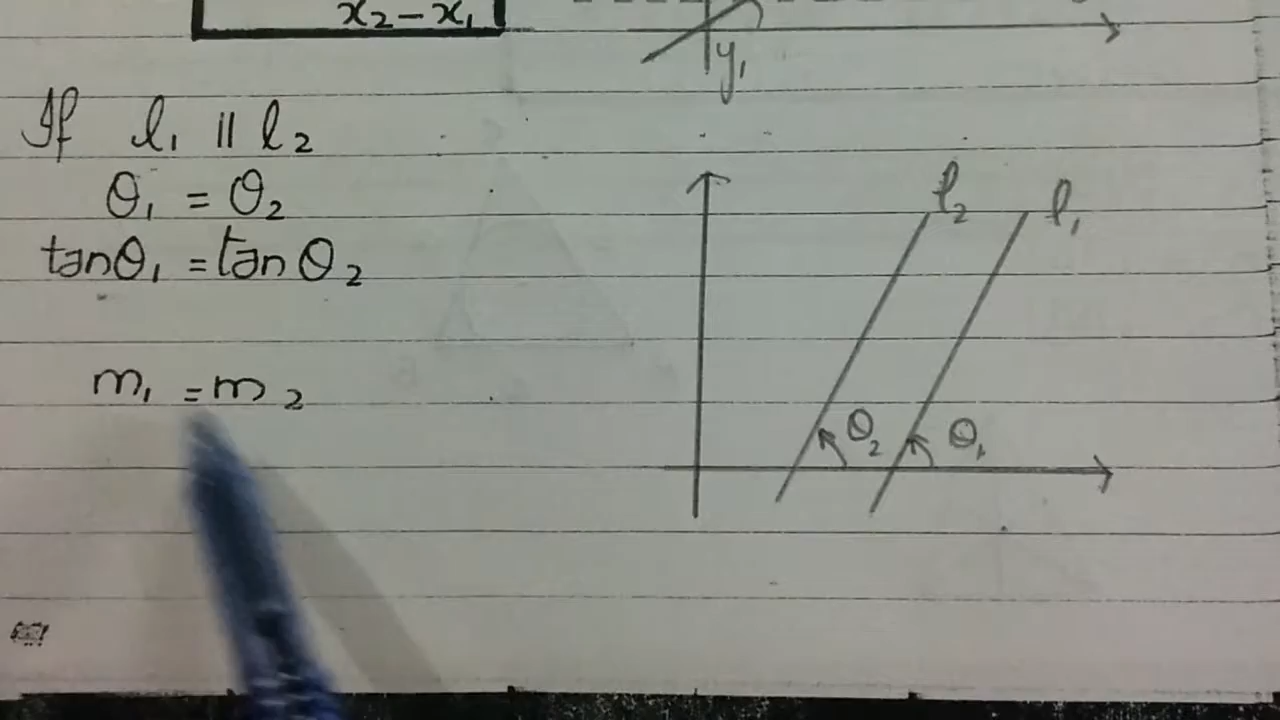 x₂-x₁
y₁
If l₁ || l₂
θ₁ = θ₂
tanθ₁ = tanθ₂
m₁ = m₂
l₂ l₁
θ₂ θ₁